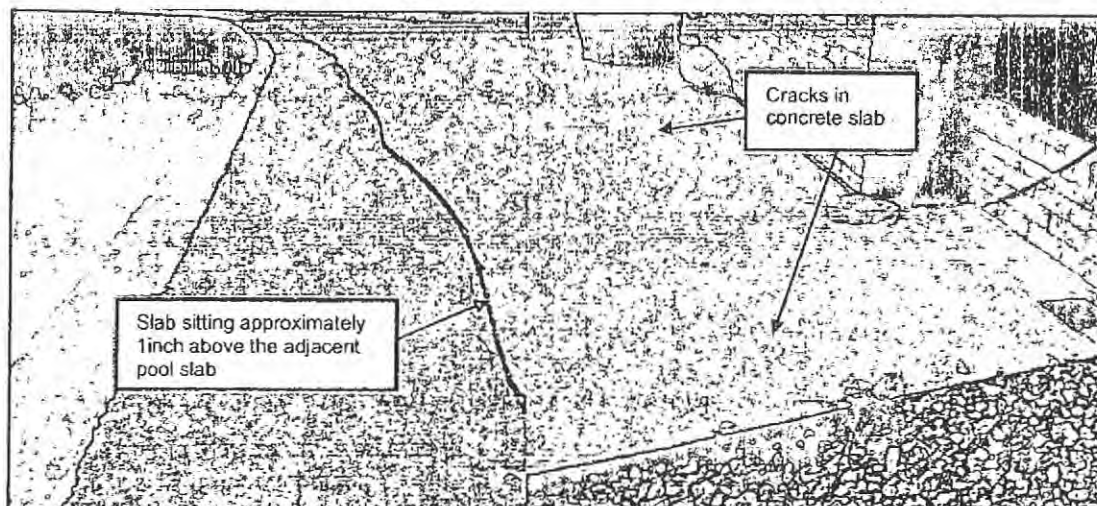 Cracks in
concrete slab
Slab sitting approximately
1inch above the adjacent
pool slab